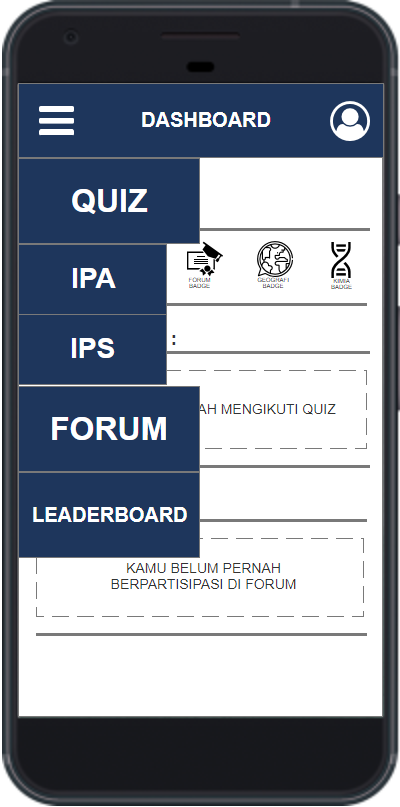 DASHBOARD
QUIZ
IPA
IPS
FORUM
LEADERBOARD
FORUM
BADGE
GEOGRAFI
BADGE
KIMIA
BADGE
:
AH MENGIKUTI QUIZ
KAMU BELUM PERNAH
BERPARTISIPASI DI FORUM